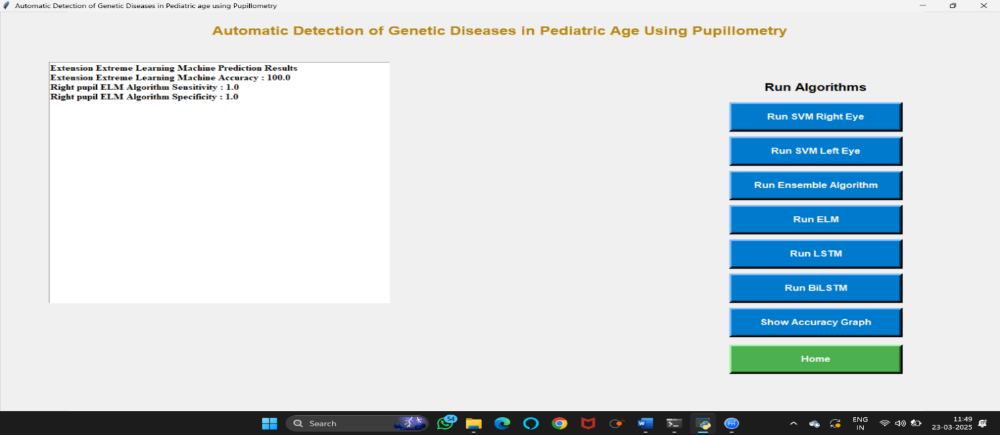 Automatic Detection of Genetic Diseases in Pediatric age using Pupillometry
Automatic Detection of Genetic Diseases in Pediatric Age Using Pupillometry
Extension Extreme Learning Machine Prediction Results
Extension Extreme Learning Machine Accuracy : 100.0
Right pupil ELM Algorithm Sensitivity : 1.0
Right pupil ELM Algorithm Specificity : 1.0
Run Algorithms
Run SVM Right Eye
Run SVM Left Eye
Run Ensemble Algorithm
Run ELM
Run LSTM
Run BiLSTM
Show Accuracy Graph
Home
Search
54
ENG
IN
11:49
23-03-2025